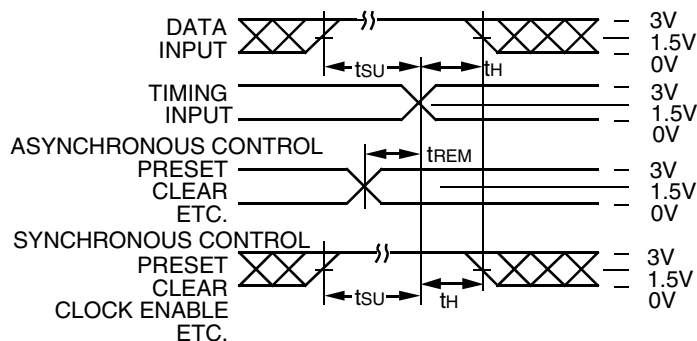 DATA
INPUT
3V
1.5V
0V
tSU
tH
TIMING
INPUT
3V
1.5V
0V
ASYNCHRONOUS CONTROL
PRESET
CLEAR
ETC.
tREM
3V
1.5V
0V
SYNCHRONOUS CONTROL
PRESET
CLEAR
CLOCK ENABLE
ETC.
tSU
tH
3V
1.5V
0V